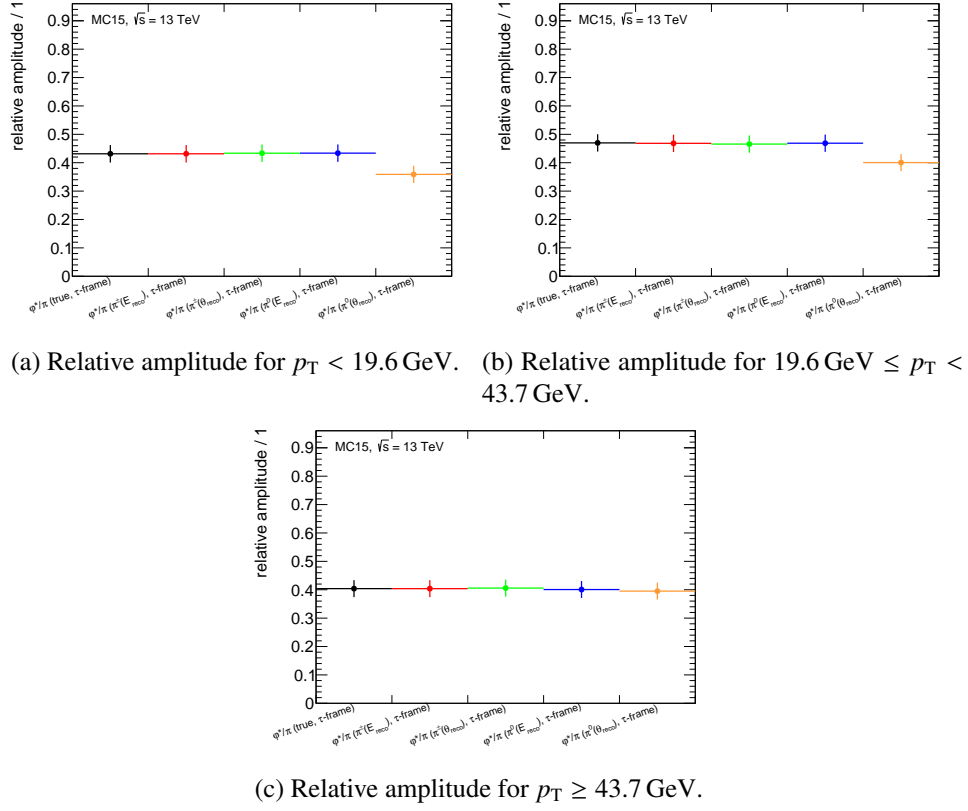 relative amplitude / 1
MC15, √s = 13 TeV
0.9
0.8
0.7
0.6
0.5
0.4
0.3
0.2
0.1
0
φ*/π (true, τ-frame)
φ*/π (π±(E_reco), τ-frame)
φ*/π (π±(θ_reco), τ-frame)
φ*/π (π⁰(E_reco), τ-frame)
φ*/π (π⁰(θ_reco), τ-frame)
relative amplitude / 1
MC15, √s = 13 TeV
0.9
0.8
0.7
0.6
0.5
0.4
0.3
0.2
0.1
0
φ*/π (true, τ-frame)
φ*/π (π±(E_reco), τ-frame)
φ*/π (π±(θ_reco), τ-frame)
φ*/π (π⁰(E_reco), τ-frame)
φ*/π (π⁰(θ_reco), τ-frame)
(a) Relative amplitude for p_T < 19.6 GeV.
(b) Relative amplitude for 19.6 GeV ≤ p_T <
43.7 GeV.
relative amplitude / 1
MC15, √s = 13 TeV
0.9
0.8
0.7
0.6
0.5
0.4
0.3
0.2
0.1
0
φ*/π (true, τ-frame)
φ*/π (π±(E_reco), τ-frame)
φ*/π (π±(θ_reco), τ-frame)
φ*/π (π⁰(E_reco), τ-frame)
φ*/π (π⁰(θ_reco), τ-frame)
(c) Relative amplitude for p_T ≥ 43.7 GeV.